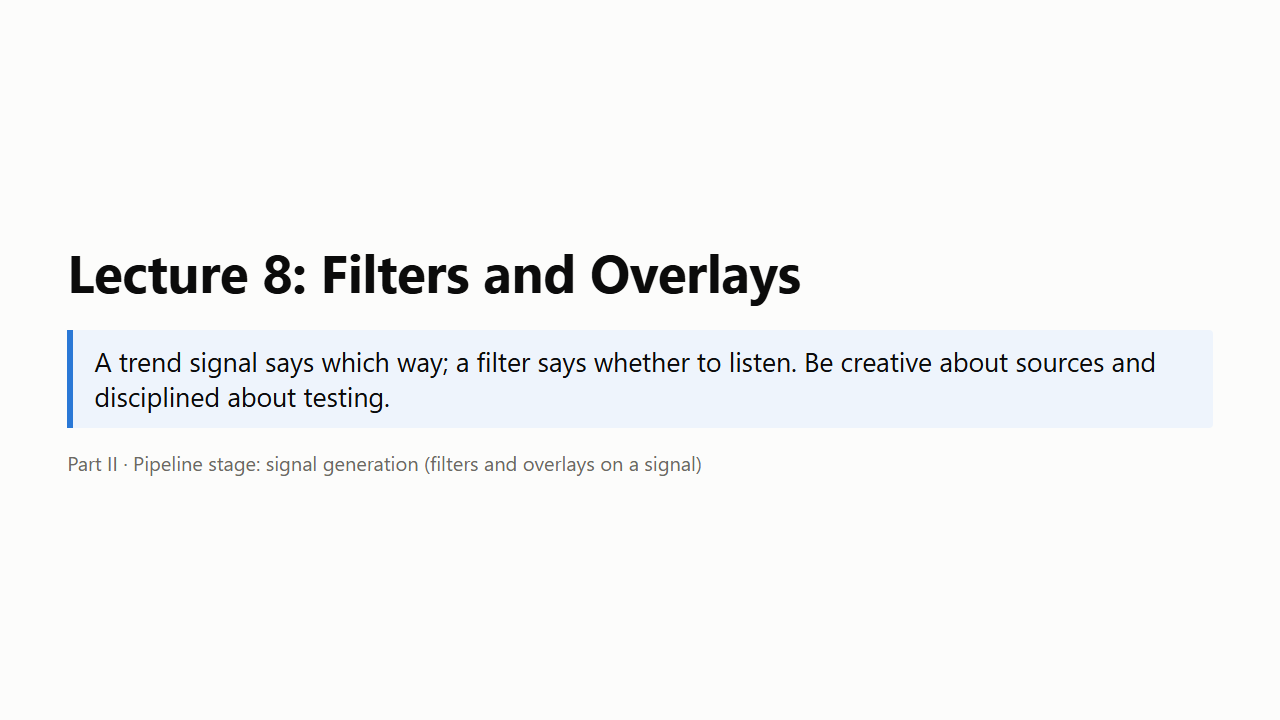 Lecture 8: Filters and Overlays
A trend signal says which way; a filter says whether to listen. Be creative about sources and
disciplined about testing.
Part II · Pipeline stage: signal generation (filters and overlays on a signal)